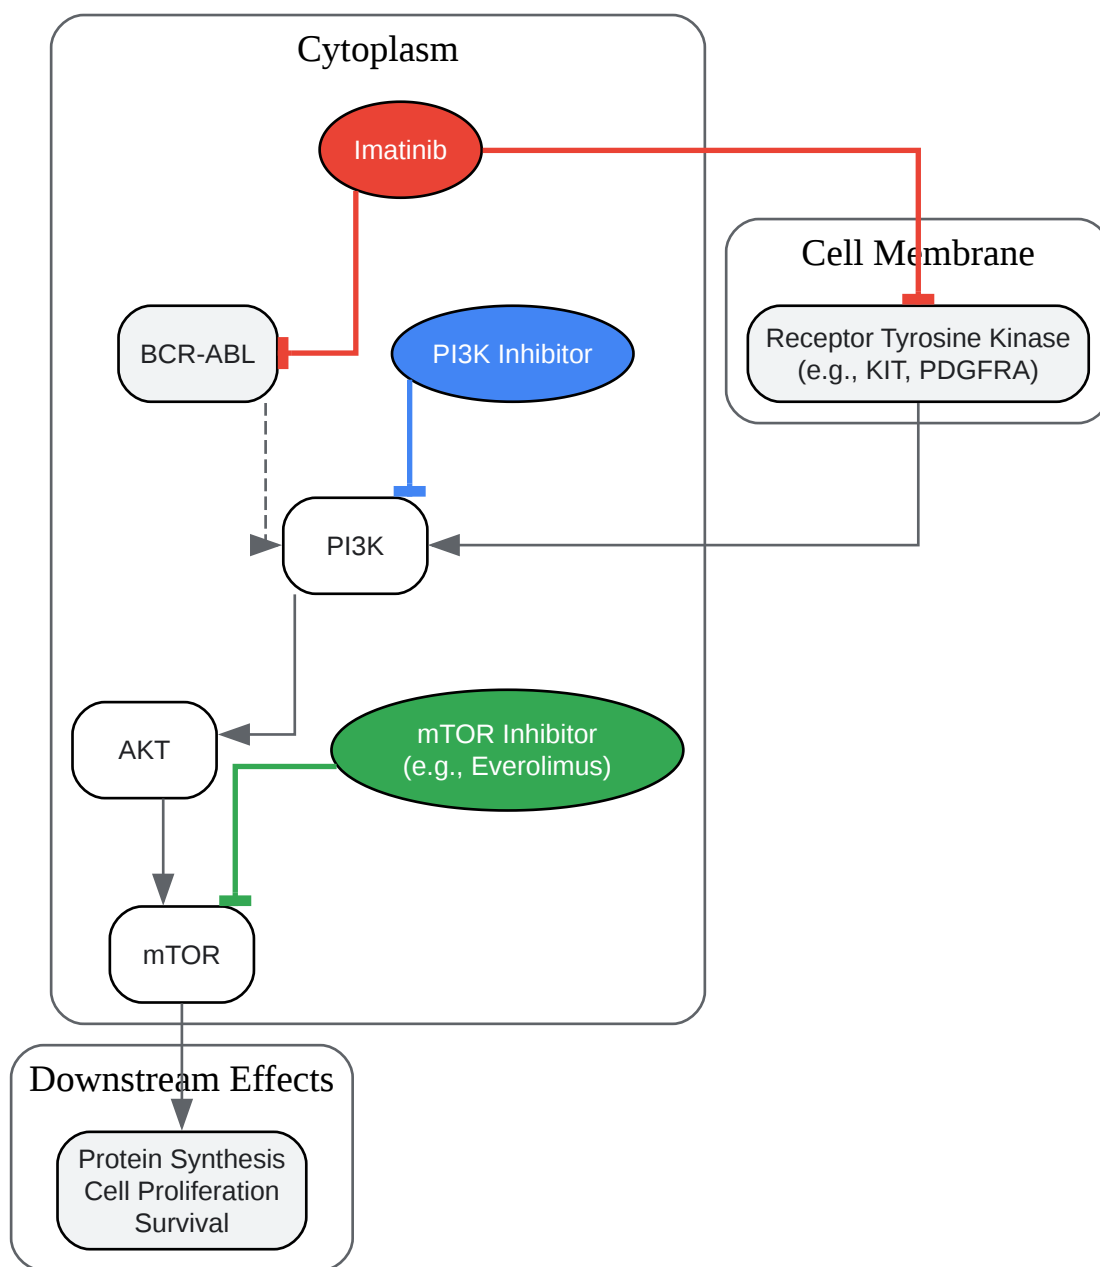 Cytoplasm
Imatinib
Cell Membrane
BCR-ABL
PI3K Inhibitor
Receptor Tyrosine Kinase
(e.g., KIT, PDGFRA)
PI3K
AKT
mTOR Inhibitor
(e.g., Everolimus)
mTOR
Downstream Effects
Protein Synthesis
Cell Proliferation
Survival